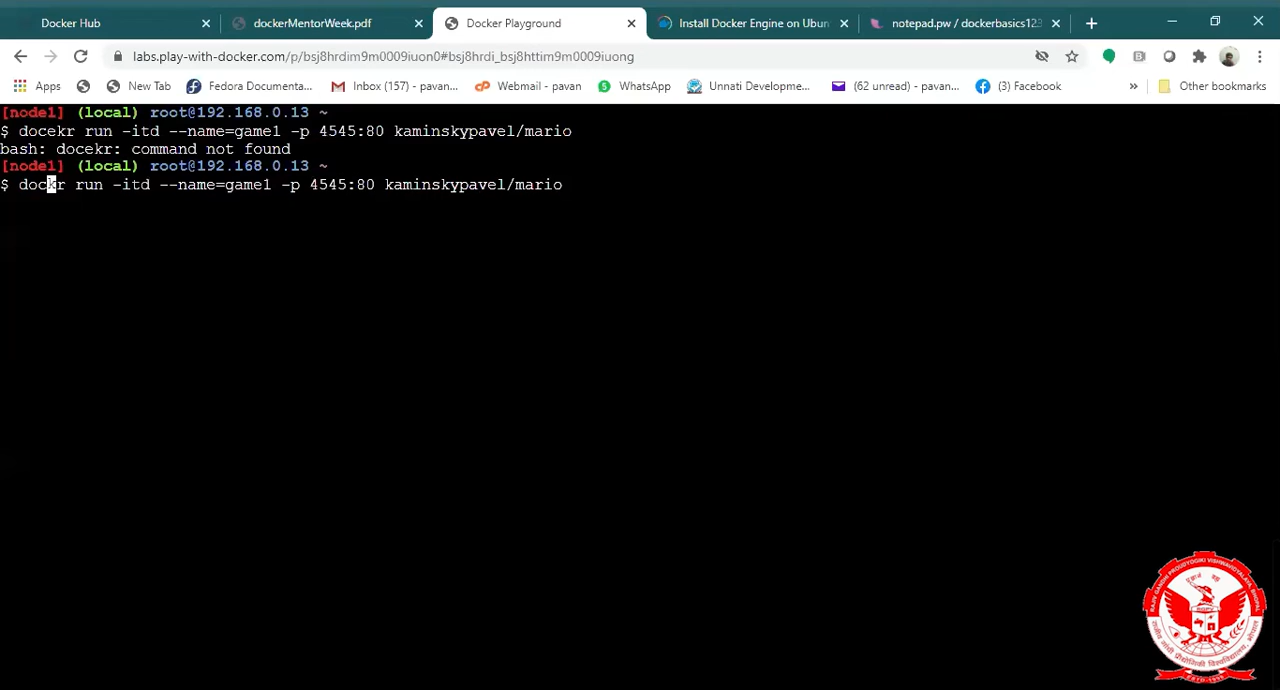 Docker Hub
dockerMentorWeek.pdf
Docker Playground
Install Docker Engine on Ubun
notepad.pw / dockerbasics123
labs.play-with-docker.com/p/bsj8hrdim9m0009iuon0#bsj8hrdi_bsj8httim9m0009iuong
Apps
New Tab
Fedora Documenta...
Inbox (157) - pavan...
Webmail - pavan
WhatsApp
Unnati Developme...
(62 unread) - pavan...
(3) Facebook
»
Other bookmarks
[node1] (local) root@192.168.0.13 ~
$ docekr run -itd --name=game1 -p 4545:80 kaminskypavel/mario
bash: docekr: command not found
[node1] (local) root@192.168.0.13 ~
$ dockr run -itd --name=game1 -p 4545:80 kaminskypavel/mario